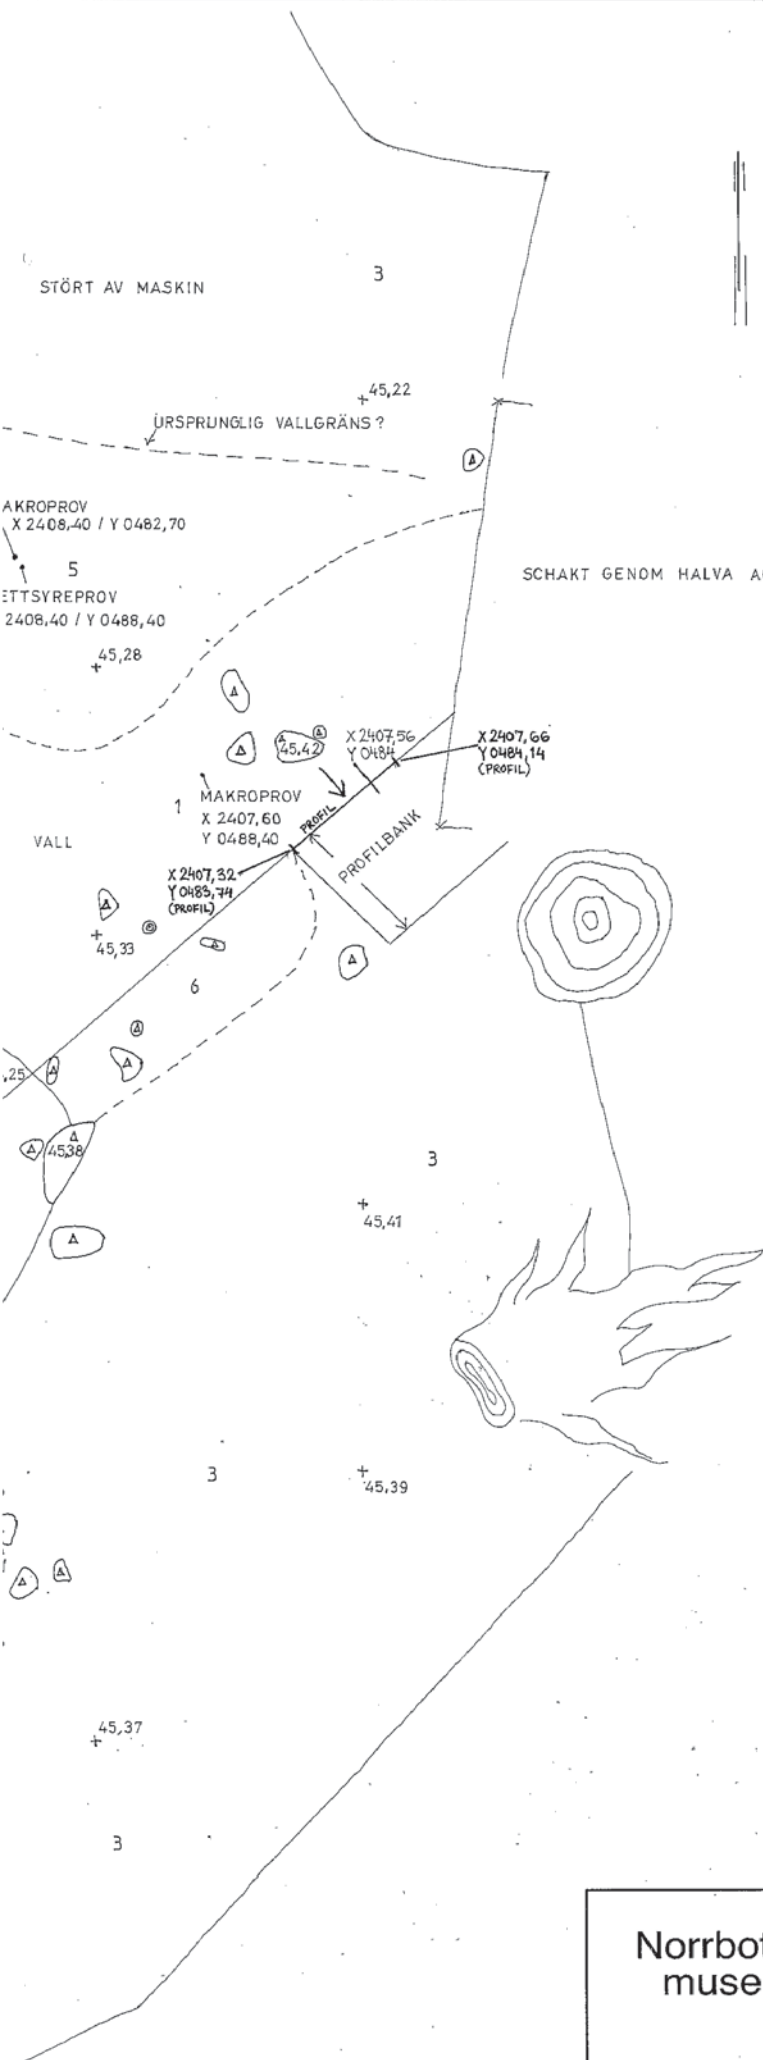 3
STÖRT AV MASKIN
45,22
URSPRUNGLIG VALLGRÄNS?
AKROPROV
X 2408,40 / Y 0482,70
5
SCHAKT GENOM HALVA
ETTSYREPROV
2408,40 / Y 0488,40
45,28
45,42
X 2407,56
Y 0484
X 2407,66
Y 0484,14
(PROFIL)
1
MAKROPROV
X 2407,60
Y 0488,40
PROFIL
PROFILBANK
VALL
X 2407,32
Y 0483,74
(PROFIL)
45,33
6
,25
45,38
3
45,41
3
45,39
45,37
3
Norrbot
muse